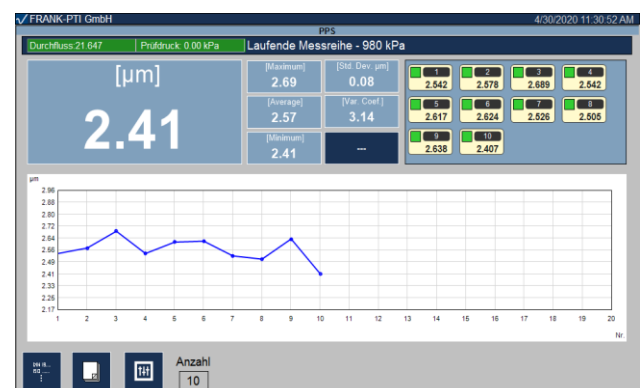 FRANK-PTI GmbH 4/30/2020 11:30:52 AM
PPS
Durchfluss:21.647 Prüfdruck: 0.00 kPa Laufende Messreihe - 980 kPa
[µm]
2.41
[Maximum] [Std. Dev. µm]
2.69 0.08
[Average] [Var. Coef.]
2.57 3.14
[Minimum]
2.41 ---
1 2 3 4
2.542 2.578 2.689 2.542
5 6 7 8
2.617 2.624 2.526 2.505
9 10
2.638 2.407
µm
2.96
2.88
2.80
2.72
2.64
2.56
2.49
2.41
2.33
2.26
2.17
1 2 3 4 5 6 7 8 9 10 11 12 13 14 15 16 17 18 19 20
Nr.
Anzahl
10